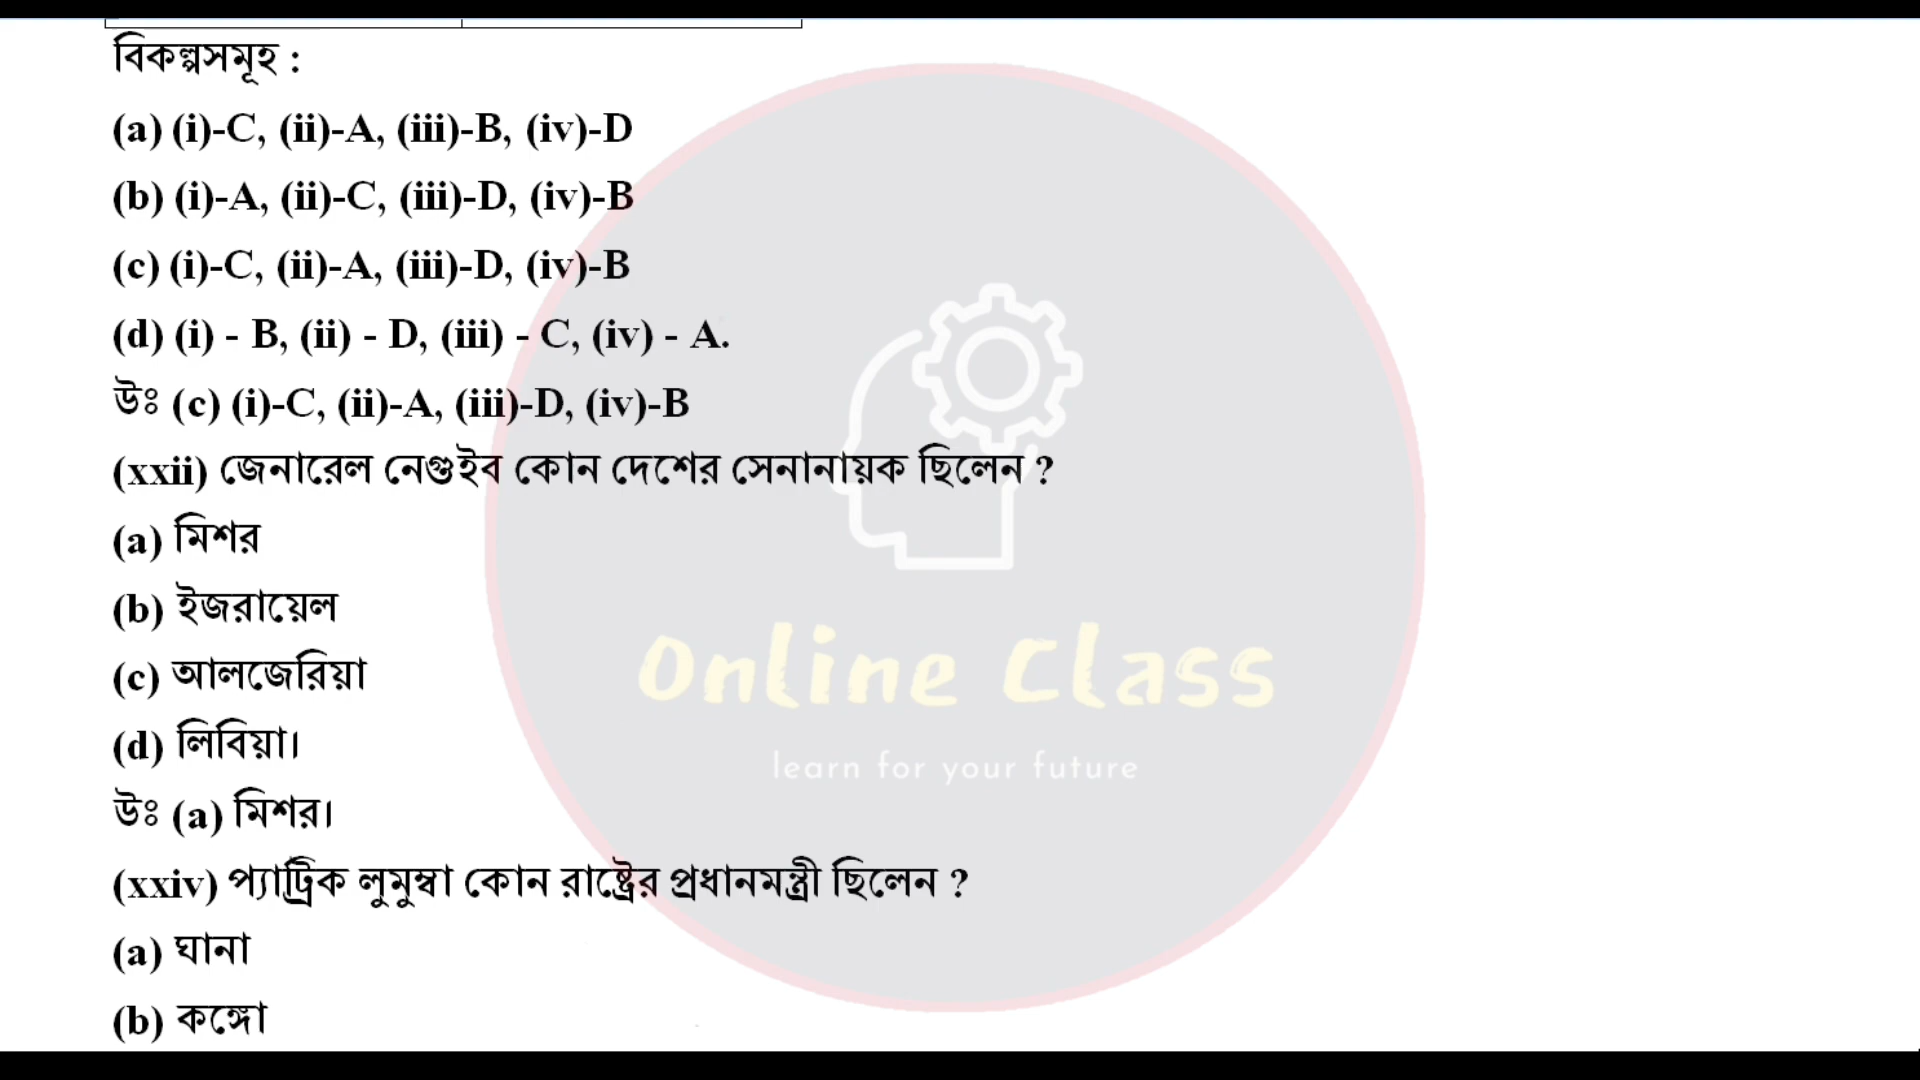 বিকল্পসমূহ :
(a) (i)-C, (ii)-A, (iii)-B, (iv)-D
(b) (i)-A, (ii)-C, (iii)-D, (iv)-B
(c) (i)-C, (ii)-A, (iii)-D, (iv)-B
(d) (i) - B, (ii) - D, (iii) - C, (iv) - A.
উঃ (c) (i)-C, (ii)-A, (iii)-D, (iv)-B
(xxii) জেনারেল নেগুইব কোন দেশের সেনানায়ক ছিলেন ?
(a) মিশর
(b) ইজরায়েল
(c) আলজেরিয়া
(d) লিবিয়া।
উঃ (a) মিশর।
(xxiv) প্যাট্রিক লুমুম্বা কোন রাষ্ট্রের প্রধানমন্ত্রী ছিলেন ?
(a) ঘানা
(b) কঙ্গো
Online Class
learn for your future